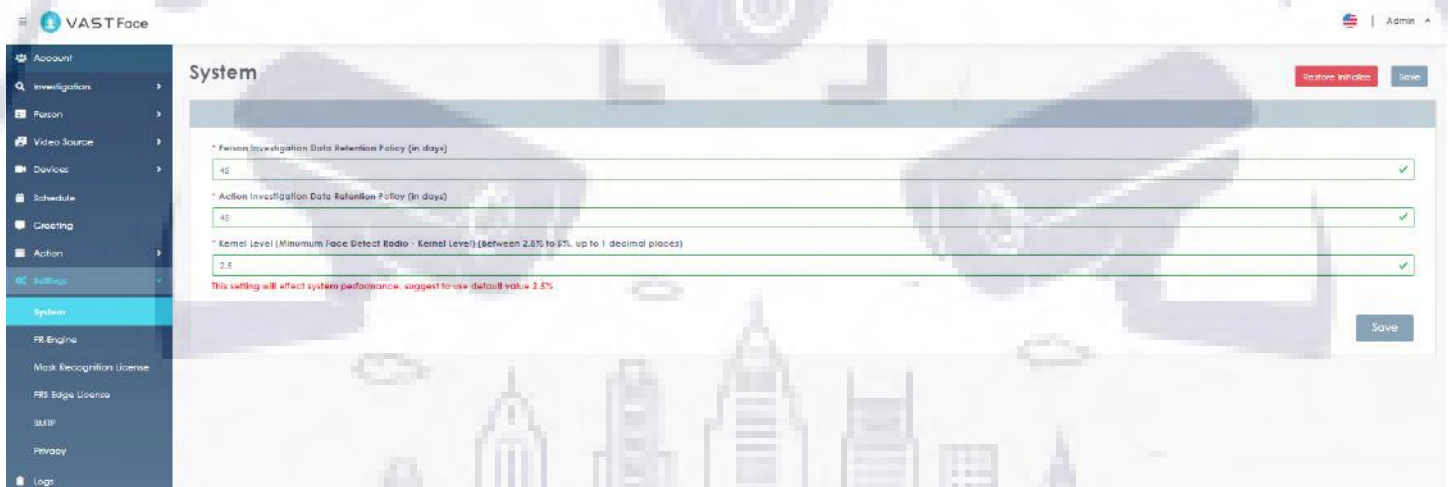 VAST Face
Admin
Account
Investigation
Person
Video Source
Devices
Schedule
Greeting
Action
Settings
System
FR-Engine
Mask Recognition License
FRS Edge License
SMTP
Privacy
Logs
System
Restore Initialize
Save
* Person Investigation Data Retention Policy (in days)
45
* Action Investigation Data Retention Policy (in days)
45
* Kernel Level (Minumum Face Detect Radio - Kernel Level) (Between 2.5% to 6%, up to 1 decimal places)
2.5
This setting will effect system performance, suggest to use default value 2.5%
Save